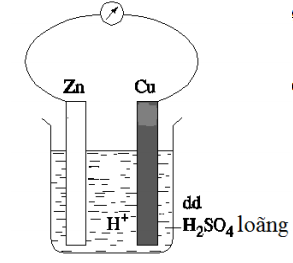 Zn Cu
dd
H⁺ H₂SO₄ loãng